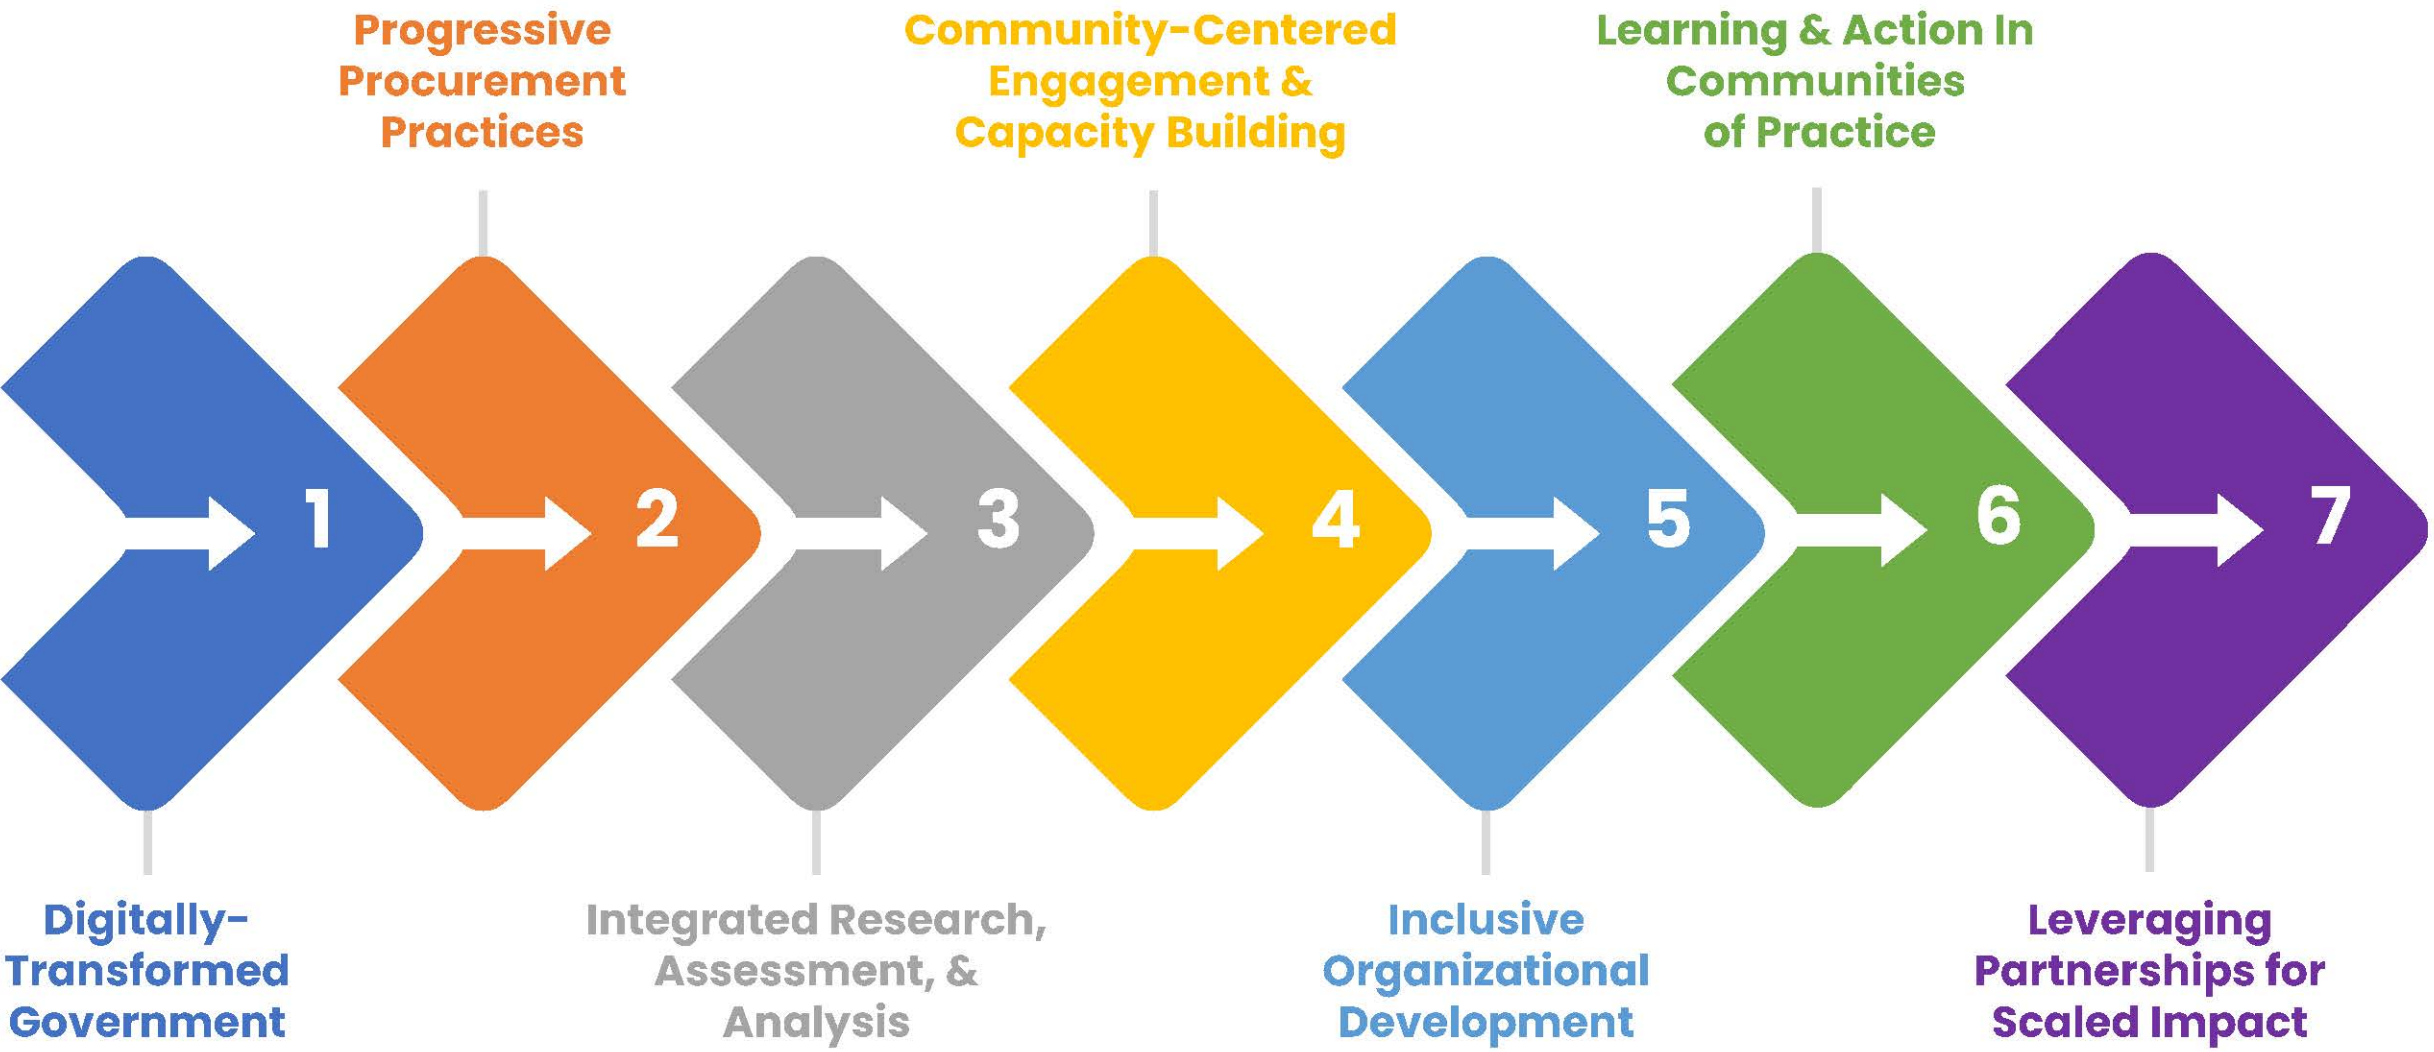 Progressive
Procurement
Practices
Community-Centered
Engagement &
Capacity Building
Learning & Action In
Communities
of Practice
1
2
3
4
5
6
7
Digitally-
Transformed
Government
Integrated Research,
Assessment, &
Analysis
Inclusive
Organizational
Development
Leveraging
Partnerships for
Scaled Impact